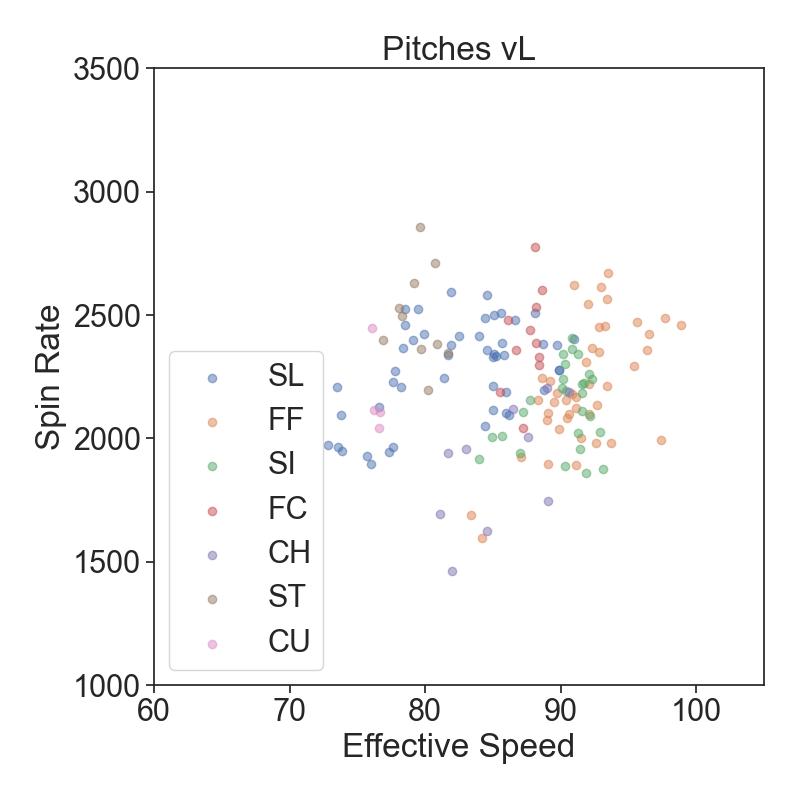 Pitches vL
3500
3000
2500
2000
1500
1000
Spin Rate
SL
FF
SI
FC
CH
ST
CU
60 70 80 90 100
Effective Speed